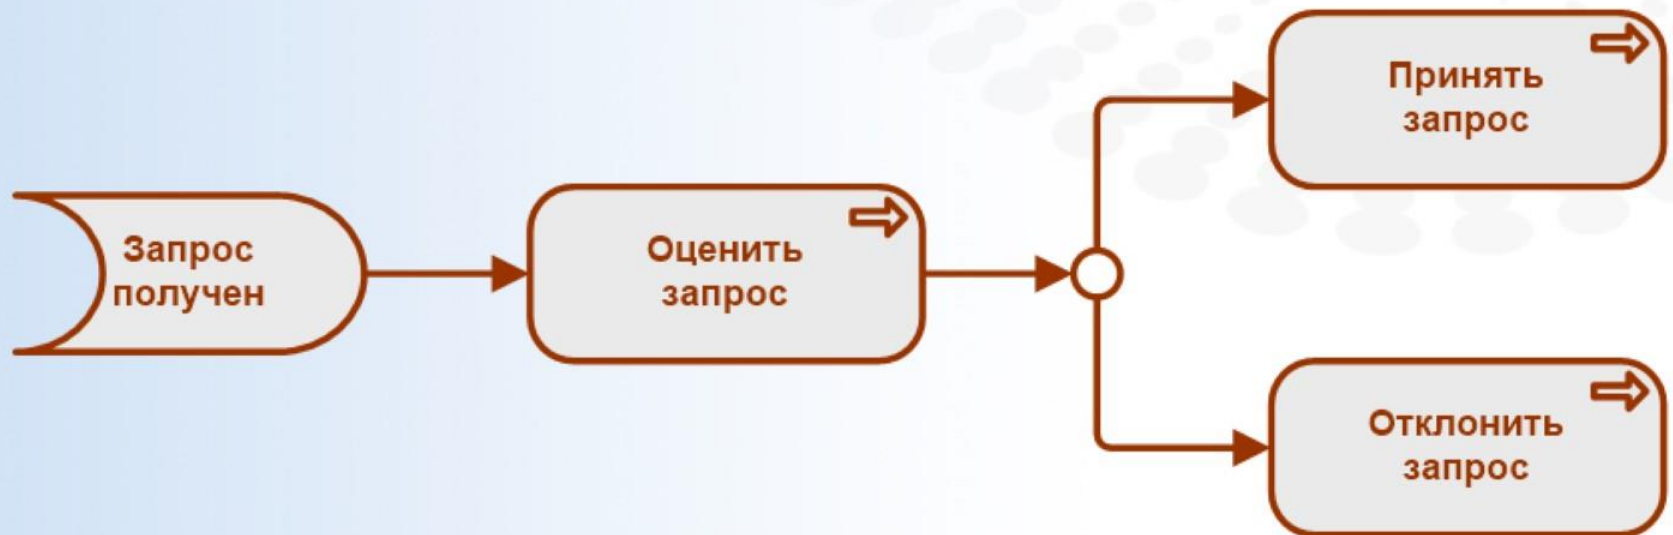 Запрос
получен
Оценить
запрос
Принять
запрос
Отклонить
запрос